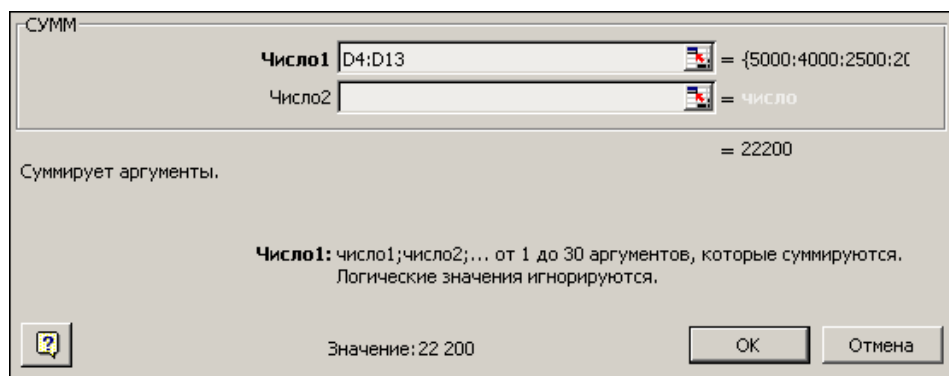 СУММ
Число1 D4:D13 = {5000:4000:2500:20
Число2 = число
= 22200
Суммирует аргументы.
Число1: число1;число2;... от 1 до 30 аргументов, которые суммируются.
Логические значения игнорируются.
? Значение:22 200 OK Отмена